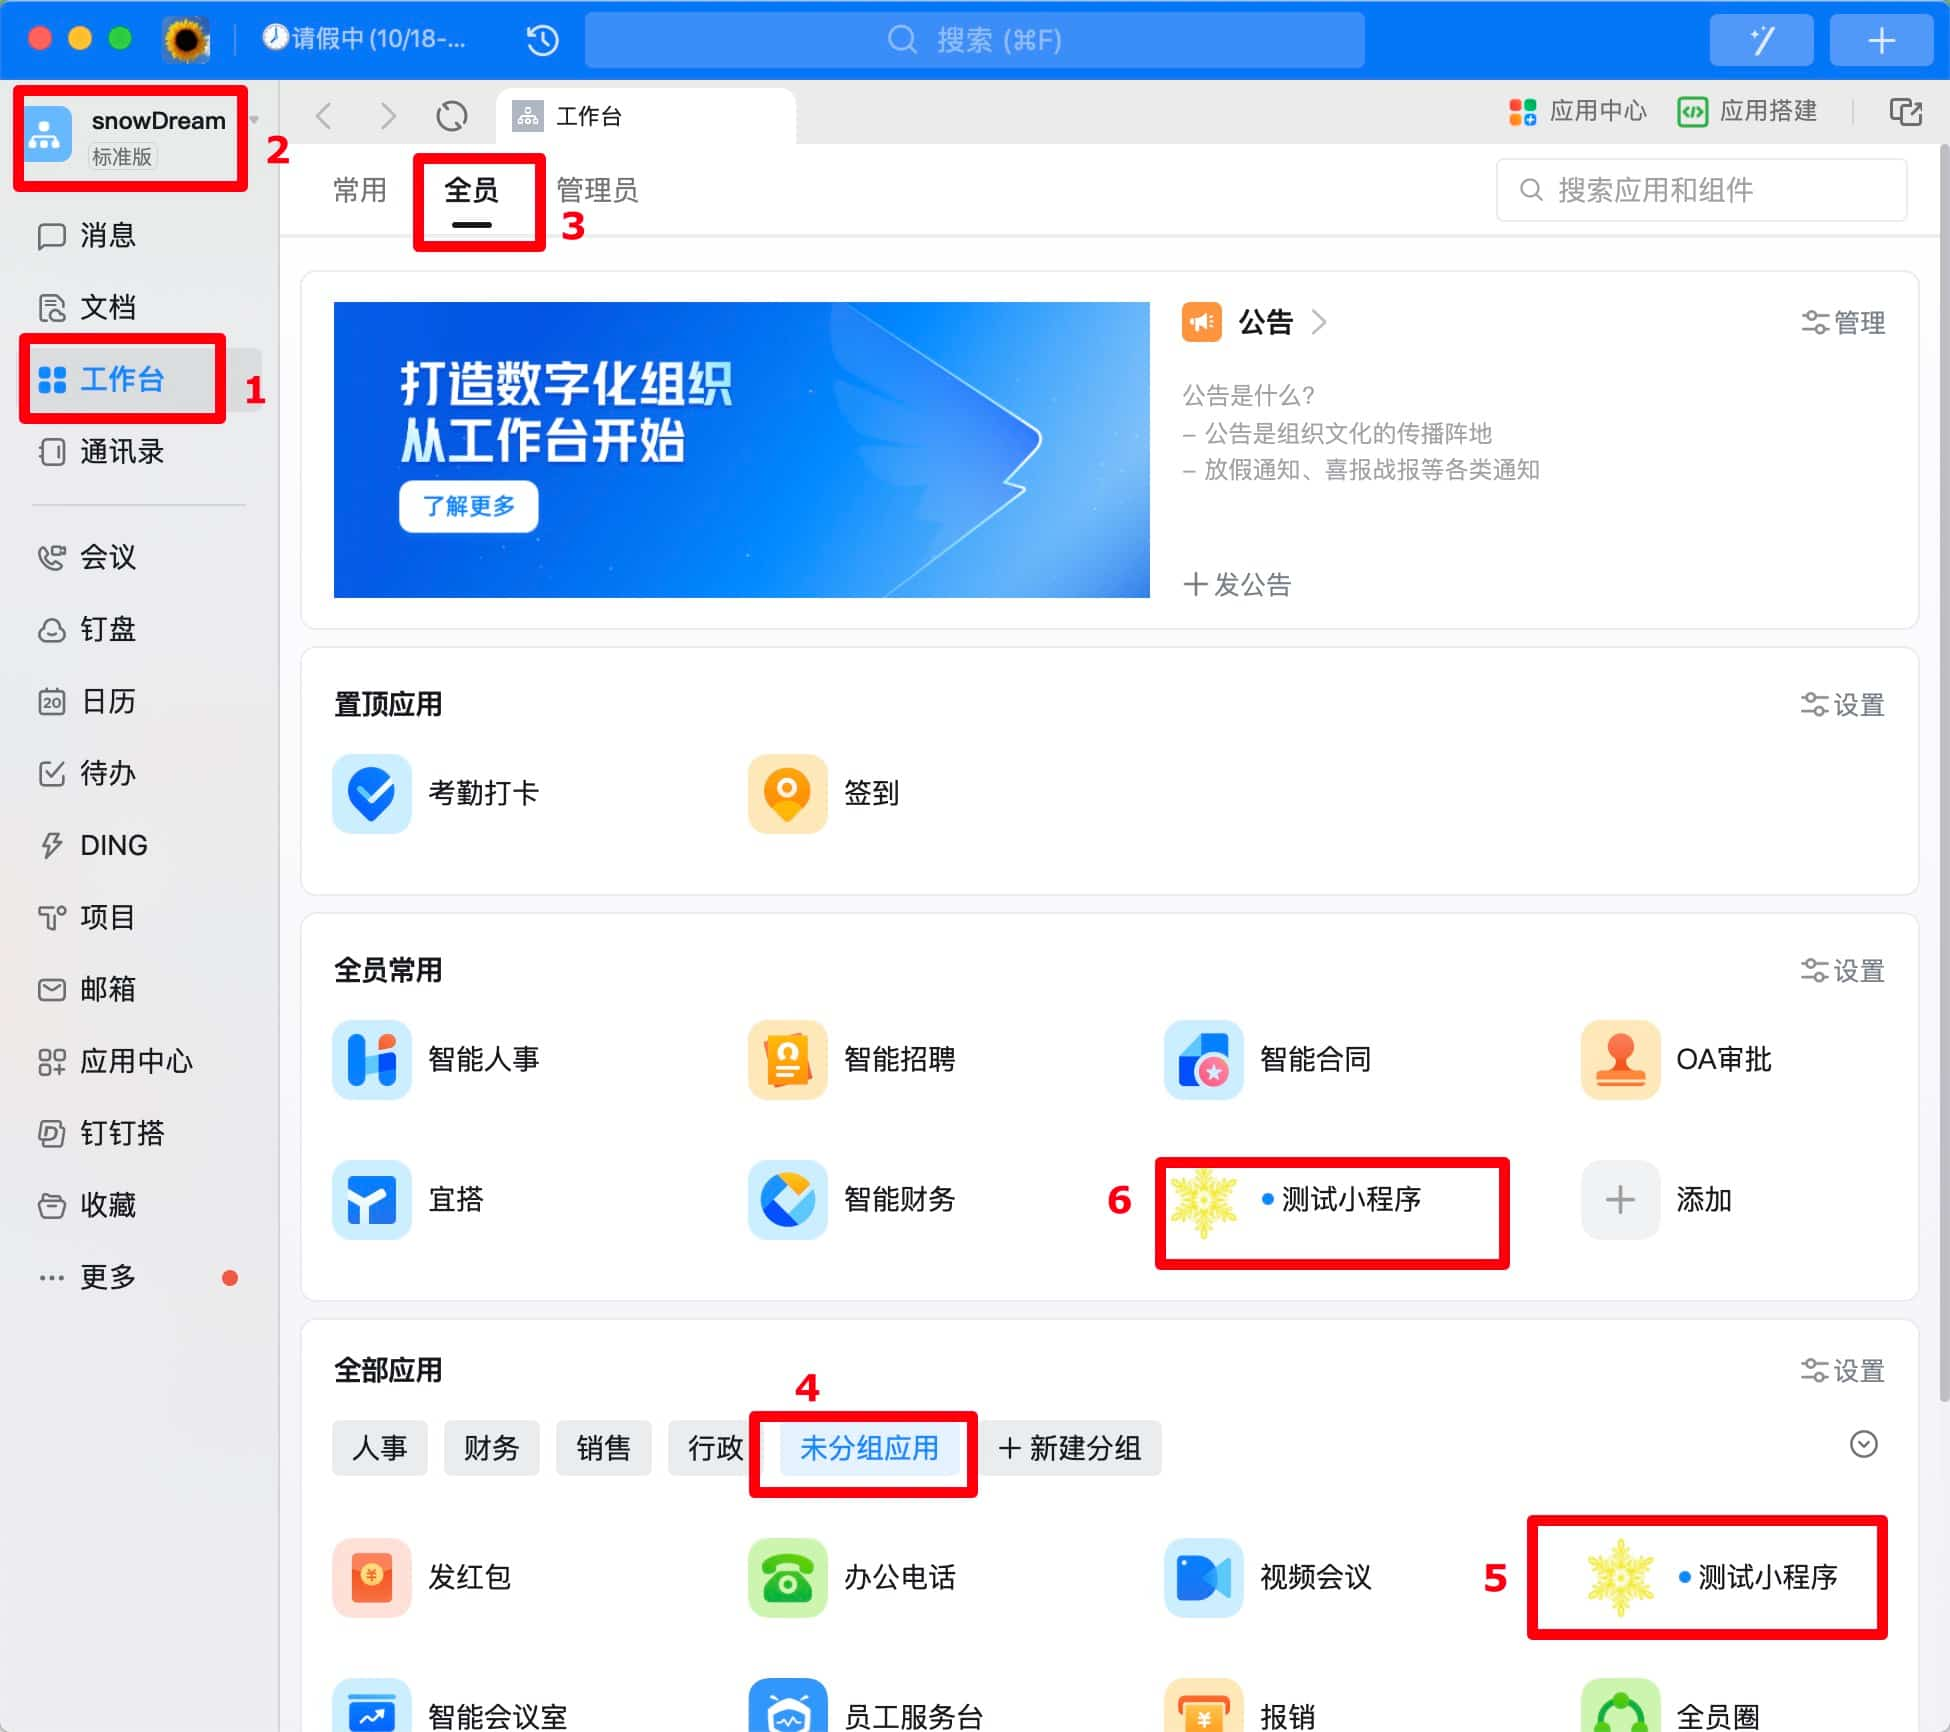 请假中 (10/18-...
搜索 (⌘F)
snowDream
标准版
2
工作台
应用中心
应用搭建
常用
全员
管理员
3
搜索应用和组件
消息
文档
工作台
1
通讯录
会议
钉盘
20
日历
待办
DING
项目
邮箱
应用中心
钉钉搭
收藏
更多
打造数字化组织
从工作台开始
了解更多
公告
管理
公告是什么?
– 公告是组织文化的传播阵地
– 放假通知、喜报战报等各类通知
发公告
置顶应用
设置
考勤打卡
签到
全员常用
设置
智能人事
智能招聘
智能合同
OA审批
宜搭
智能财务
6
测试小程序
添加
全部应用
设置
4
人事
财务
销售
行政
未分组应用
新建分组
发红包
办公电话
视频会议
5
测试小程序
智能会议室
员工服务台
报销
全员圈